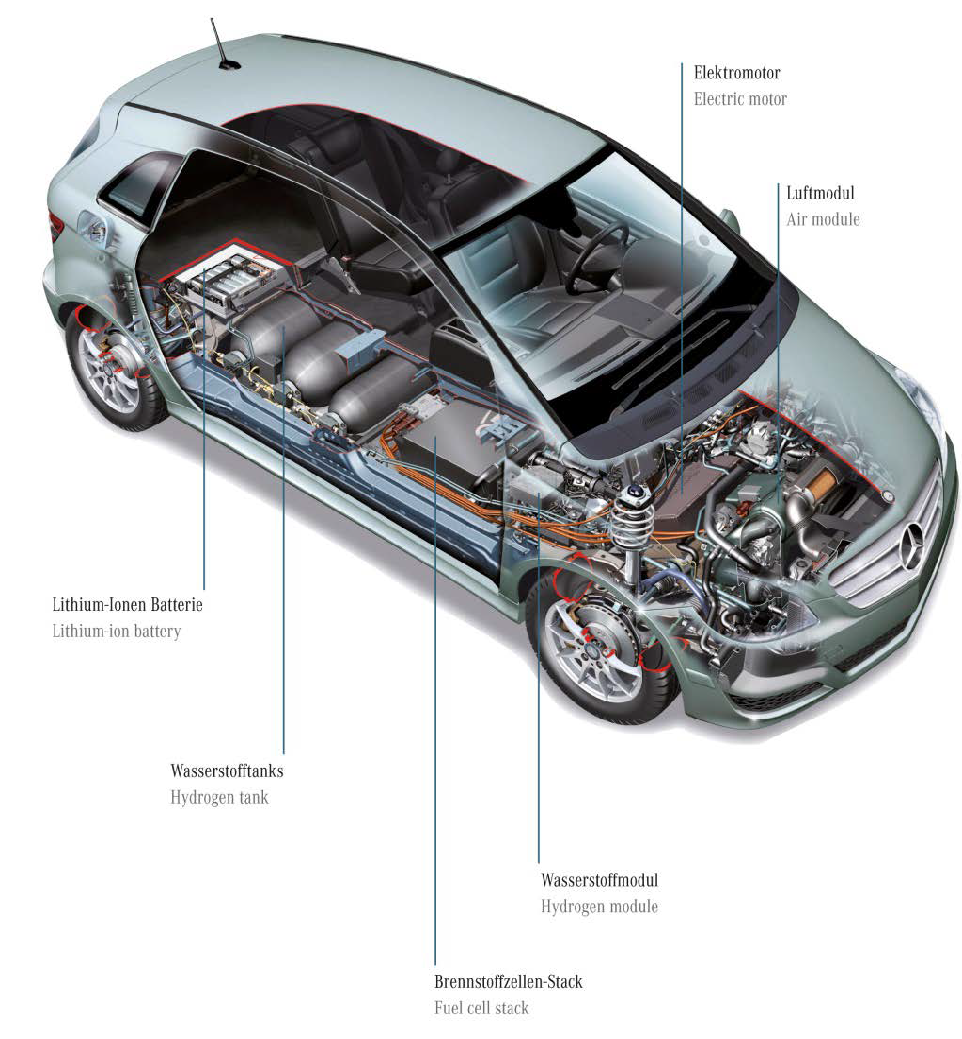 Elektromotor
Electric motor
Luftmodul
Air module
Lithium-Ionen Batterie
Lithium-ion battery
Wasserstofftanks
Hydrogen tank
Wasserstoffmodul
Hydrogen module
Brennstoffzellen-Stack
Fuel cell stack